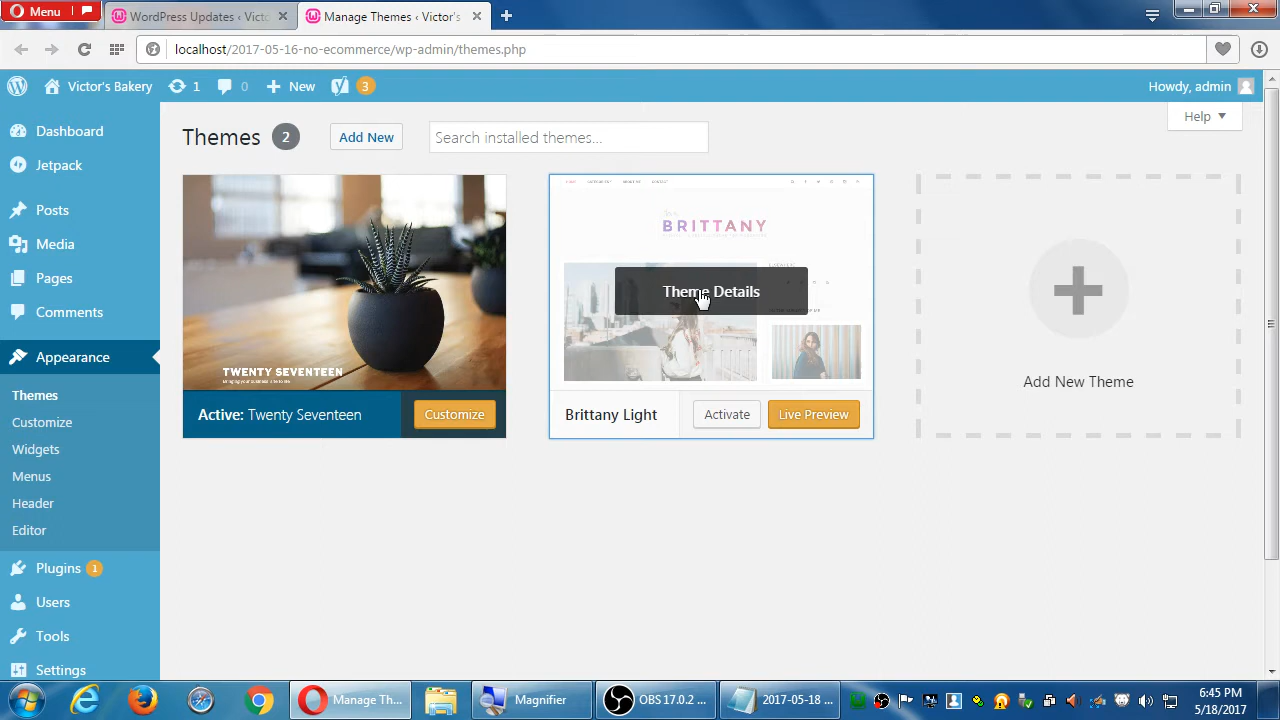 Menu
WordPress Updates ‹ Victo
Manage Themes ‹ Victor's
localhost/2017-05-16-no-ecommerce/wp-admin/themes.php
Victor's Bakery
1
0
New
3
Howdy, admin
Dashboard
Jetpack
Posts
Media
Pages
Comments
Appearance
Themes
Customize
Widgets
Menus
Header
Editor
Plugins 1
Users
Tools
Settings
Themes 2
Add New
Search installed themes...
Help
TWENTY SEVENTEEN
Active: Twenty Seventeen
Customize
BRITTANY
Theme Details
Brittany Light
Activate
Live Preview
Add New Theme
Manage Th...
Magnifier
OBS 17.0.2 ...
2017-05-18 ...
6:45 PM
5/18/2017